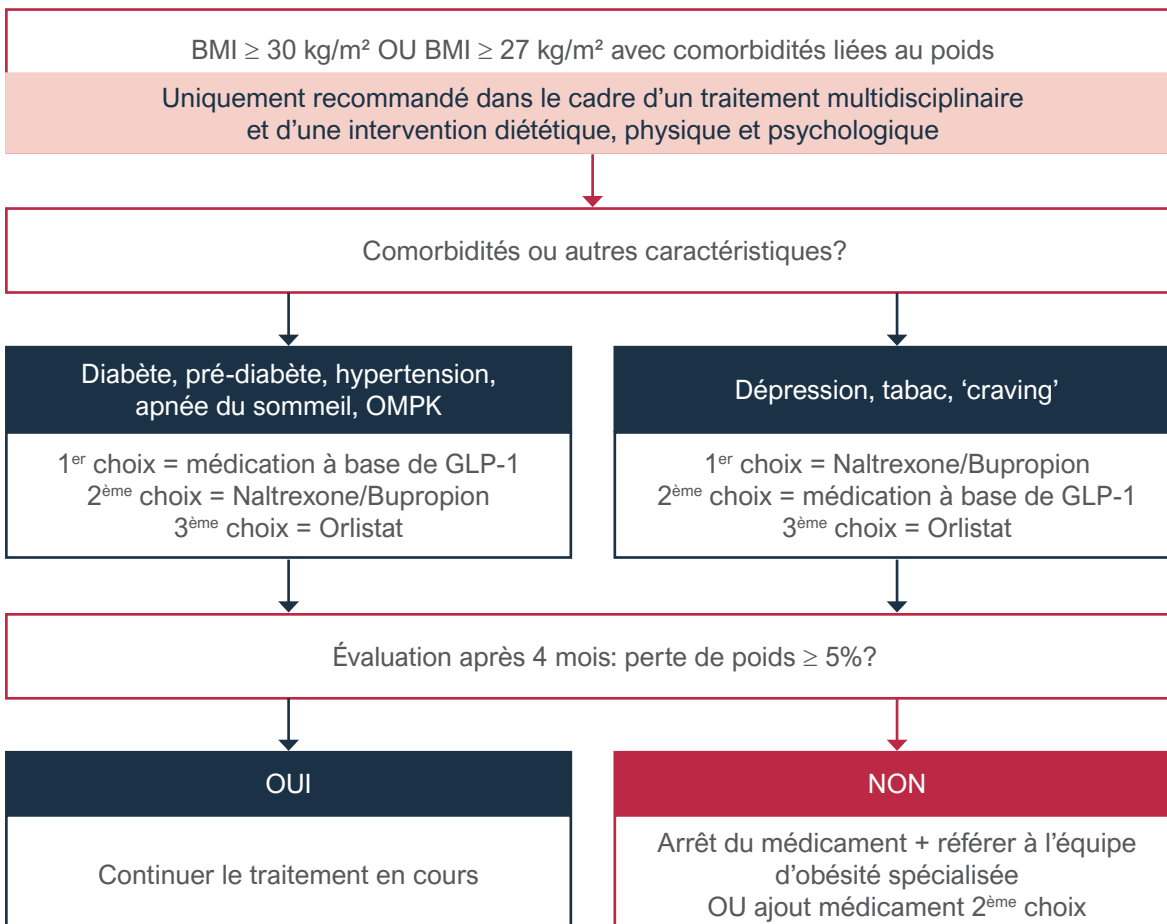 BMI ≥ 30 kg/m² OU BMI ≥ 27 kg/m² avec comorbidités liées au poids
Uniquement recommandé dans le cadre d’un traitement multidisciplinaire
et d’une intervention diététique, physique et psychologique
Comorbidités ou autres caractéristiques?
Diabète, pré-diabète, hypertension,
apnée du sommeil, OMPK
1er choix = médication à base de GLP-1
2ème choix = Naltrexone/Bupropion
3ème choix = Orlistat
Dépression, tabac, ‘craving’
1er choix = Naltrexone/Bupropion
2ème choix = médication à base de GLP-1
3ème choix = Orlistat
Évaluation après 4 mois: perte de poids ≥ 5%?
OUI
Continuer le traitement en cours
NON
Arrêt du médicament + référer à l’équipe
d’obésité spécialisée
OU ajout médicament 2ème choix